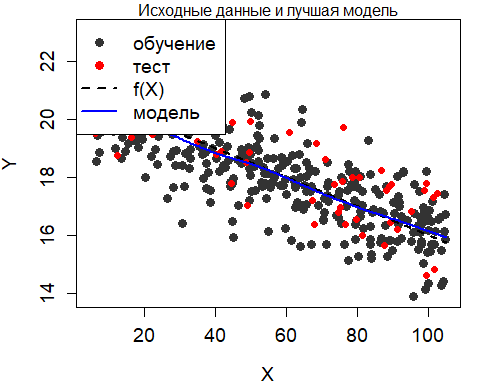 Исходные данные и лучшая модель
обучение
тест
f(X)
модель
Y
22
20
18
16
14
20
40
60
80
100
X